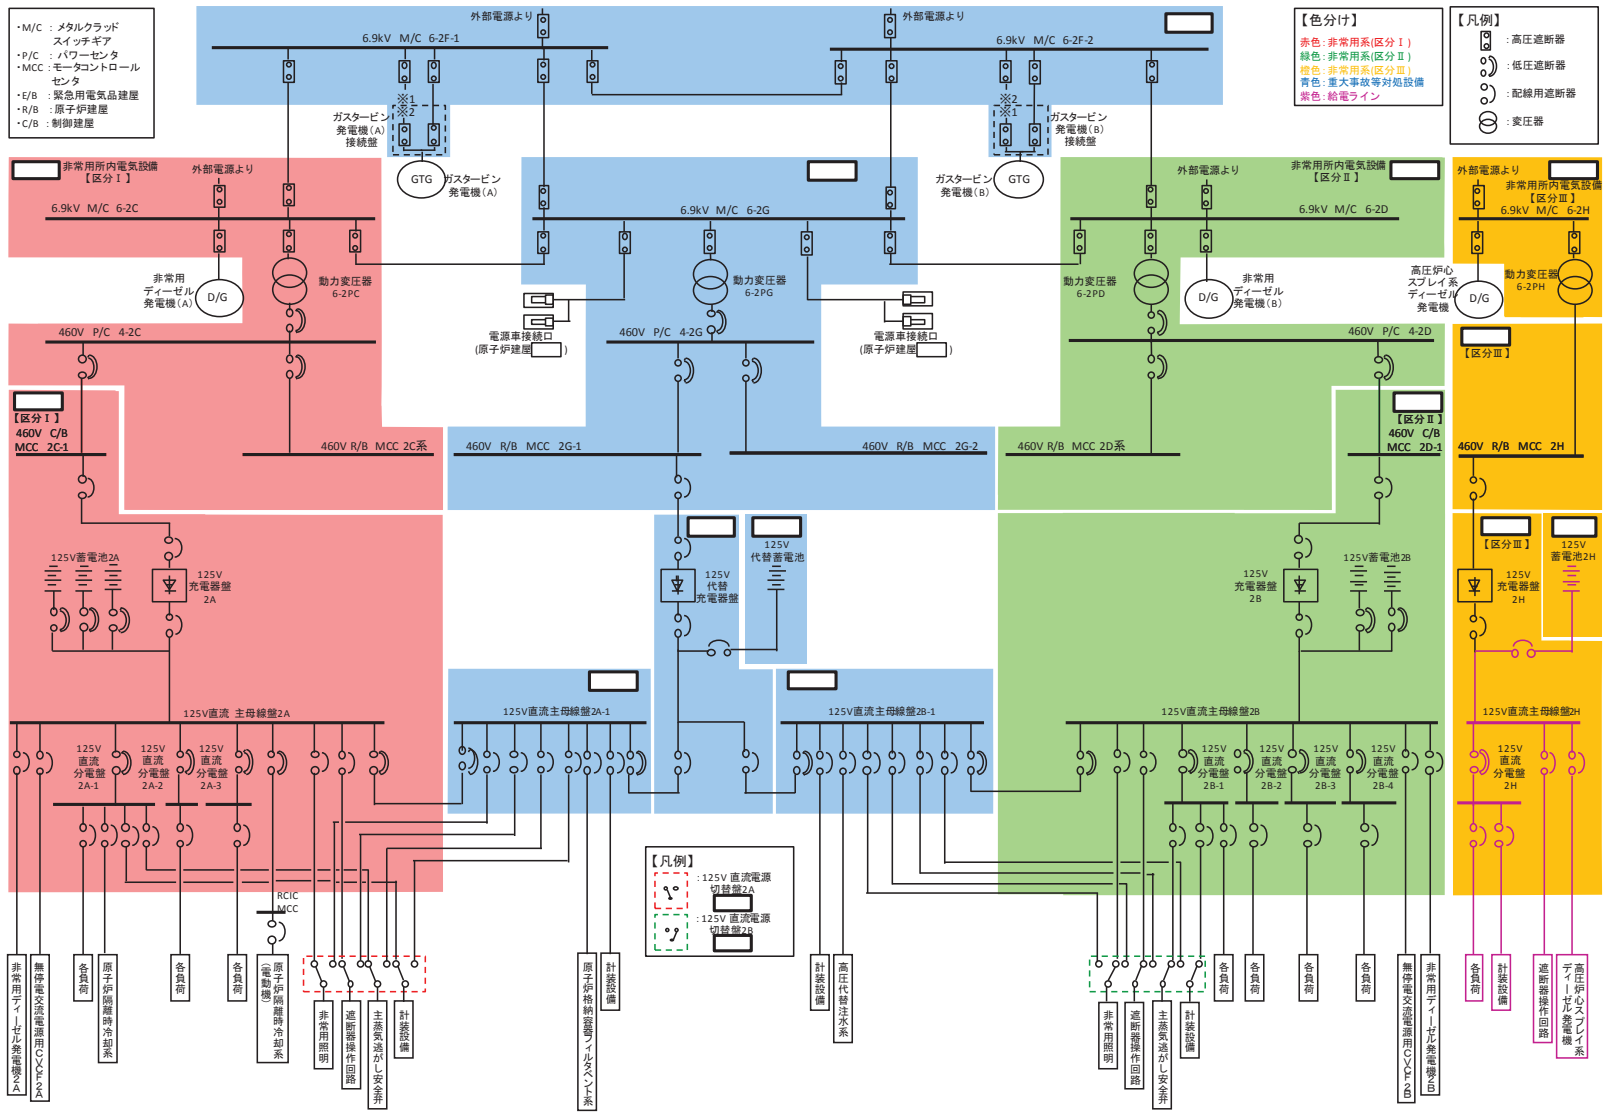 ・M/C : メタルクラッド
スイッチギア
・P/C : パワーセンタ
・MCC : モータコントロール
センタ
・E/B : 緊急用電気品建屋
・R/B : 原子炉建屋
・C/B : 制御建屋
外部電源より
6.9kV M/C 6-2F-1
外部電源より
6.9kV M/C 6-2F-2
【色分け】
赤色：非常用系(区分Ⅰ)
緑色：非常用系(区分Ⅱ)
橙色：非常用系(区分Ⅲ)
青色：重大事故等対処設備
紫色：給電ライン
【凡例】
：高圧遮断器
：低圧遮断器
：配線用遮断器
：変圧器
※1
※2
ガスタービン
発電機(A)
接続盤
GTG
ガスタービン
発電機(A)
※2
※1
ガスタービン
発電機(B)
接続盤
GTG
ガスタービン
発電機(B)
非常用所内電気設備
【区分Ⅰ】
外部電源より
6.9kV M/C 6-2C
非常用
ディーゼル
発電機(A)
D/G
動力変圧器
6-2PC
460V P/C 4-2C
6.9kV M/C 6-2G
動力変圧器
6-2PG
電源車接続口
(原子炉建屋 )
460V P/C 4-2G
電源車接続口
(原子炉建屋 )
外部電源より
非常用所内電気設備
【区分Ⅱ】
6.9kV M/C 6-2D
動力変圧器
6-2PD
D/G
非常用
ディーゼル
発電機(B)
460V P/C 4-2D
外部電源より
非常用所内電気設備
【区分Ⅲ】
6.9kV M/C 6-2H
高圧炉心
スプレイ系
ディーゼル
発電機
D/G
動力変圧器
6-2PH
【区分Ⅲ】
【区分Ⅰ】
460V C/B
MCC 2C-1
460V R/B MCC 2C系
460V R/B MCC 2G-1
460V R/B MCC 2G-2
460V R/B MCC 2D系
【区分Ⅱ】
460V C/B
MCC 2D-1
460V R/B MCC 2H
125V蓄電池2A
125V
充電器盤
2A
125V
代替
充電器盤
125V
代替蓄電池
125V
充電器盤
2B
125V蓄電池2B
【区分Ⅲ】
125V
充電器盤
2H
125V
蓄電池2H
125V直流 主母線盤2A
125V直流主母線盤2A-1
125V直流主母線盤2B-1
125V直流主母線盤2B
125V直流主母線盤2H
125V
直流
分電盤
2A-1
125V
直流
分電盤
2A-2
125V
直流
分電盤
2A-3
125V
直流
分電盤
2B-1
125V
直流
分電盤
2B-2
125V
直流
分電盤
2B-3
125V
直流
分電盤
2B-4
125V
直流
分電盤
2H
RCIC
MCC
【凡例】
：125V 直流電源
切替盤2A
：125V 直流電源
切替盤2B
非常用ディーゼル発電機2A
無停電交流電源用CVCF2A
各負荷
原子炉隔離時冷却系
各負荷
各負荷
原子炉隔離時冷却系
(電動機)
非常用照明
遮断器操作回路
主蒸気逃がし安全弁
計装設備
原子炉格納容器フィルタベント系
計装設備
計装設備
高圧代替注水系
非常用照明
遮断器操作回路
主蒸気逃がし安全弁
計装設備
各負荷
各負荷
各負荷
各負荷
無停電交流電源用CVCF2B
非常用ディーゼル発電機2B
各負荷
計装設備
遮断器操作回路
高圧炉心スプレイ系
ディーゼル発電機